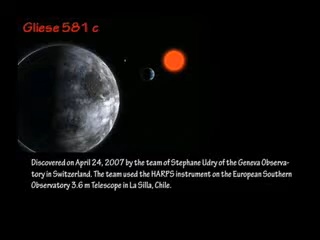 Gliese 581 c
Discovered on April 24, 2007 by the team of Stephane Udry of the Geneva Observa-
tory in Switzerland. The team used the HARPS instrument on the European Southern
Observatory 3.6 m Telescope in La Silla, Chile.